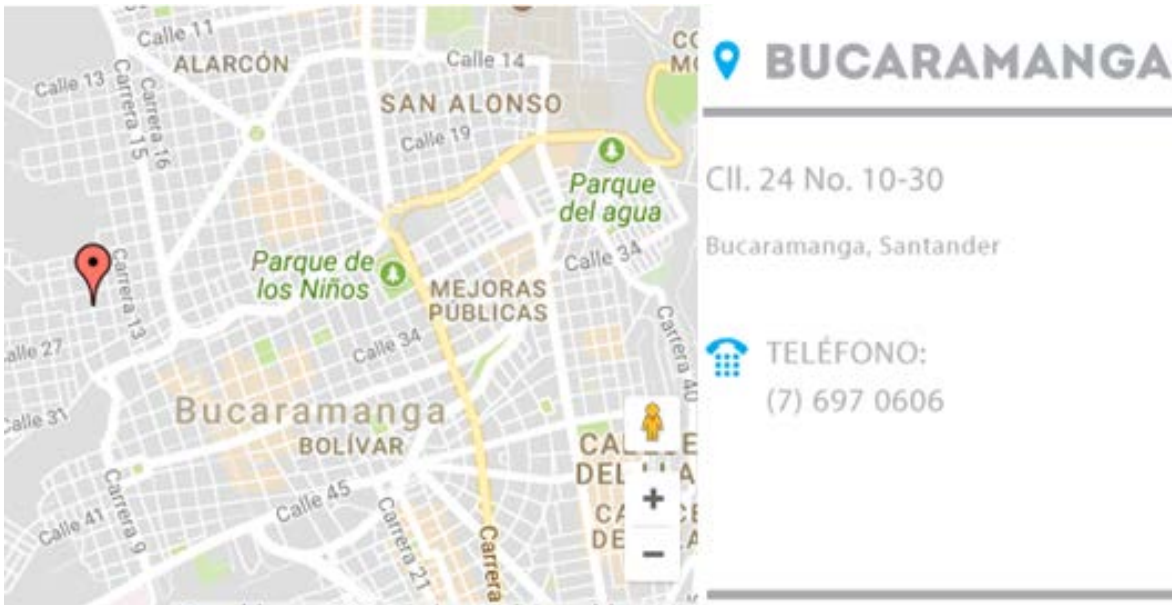 Calle 11
ALARCÓN
Calle 13
Carrera 15
Carrera 16
Calle 14
SAN ALONSO
Calle 19
Parque
del agua
Carrera 13
Parque de
los Niños
MEJORAS
PÚBLICAS
Calle 34
Calle 34
Carrera 40
alle 27
Calle 31
Bucaramanga
BOLÍVAR
Calle 45
Calle 41
Carrera 9
Carrera 21
Carrera
BUCARAMANGA
Cll. 24 No. 10-30
Bucaramanga, Santander
TELÉFONO:
(7) 697 0606